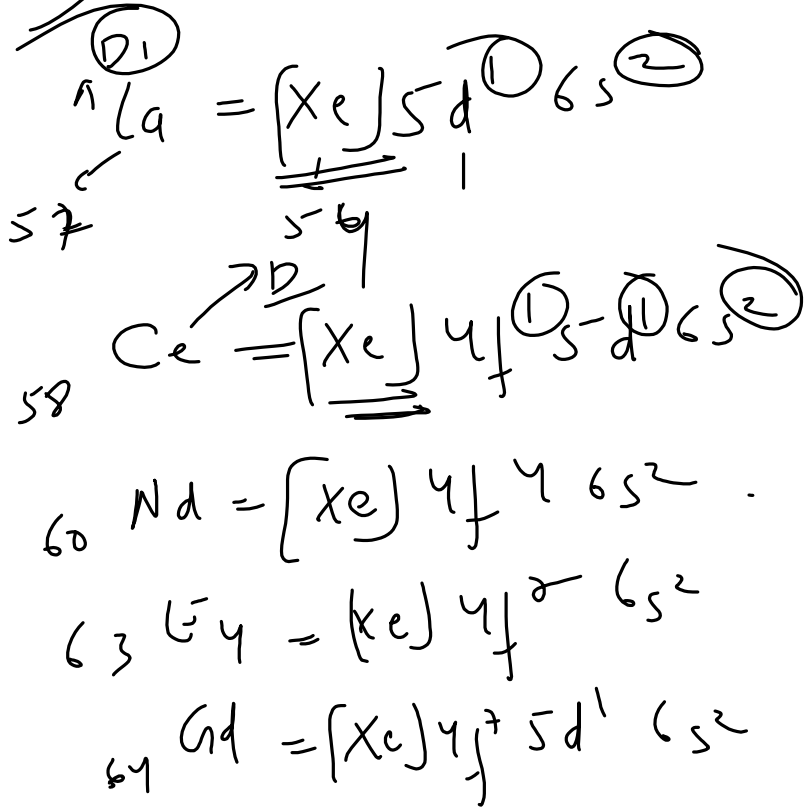 D1
La = [Xe] 5d¹ 6s²
57 54
D
58 Ce = [Xe] 4f¹ 5d¹ 6s²
60 Nd = [Xe] 4f⁴ 6s² .
63 Eu = [Xe] 4f⁷ 6s²
64 Gd = [Xe] 4f⁷ 5d¹ 6s²